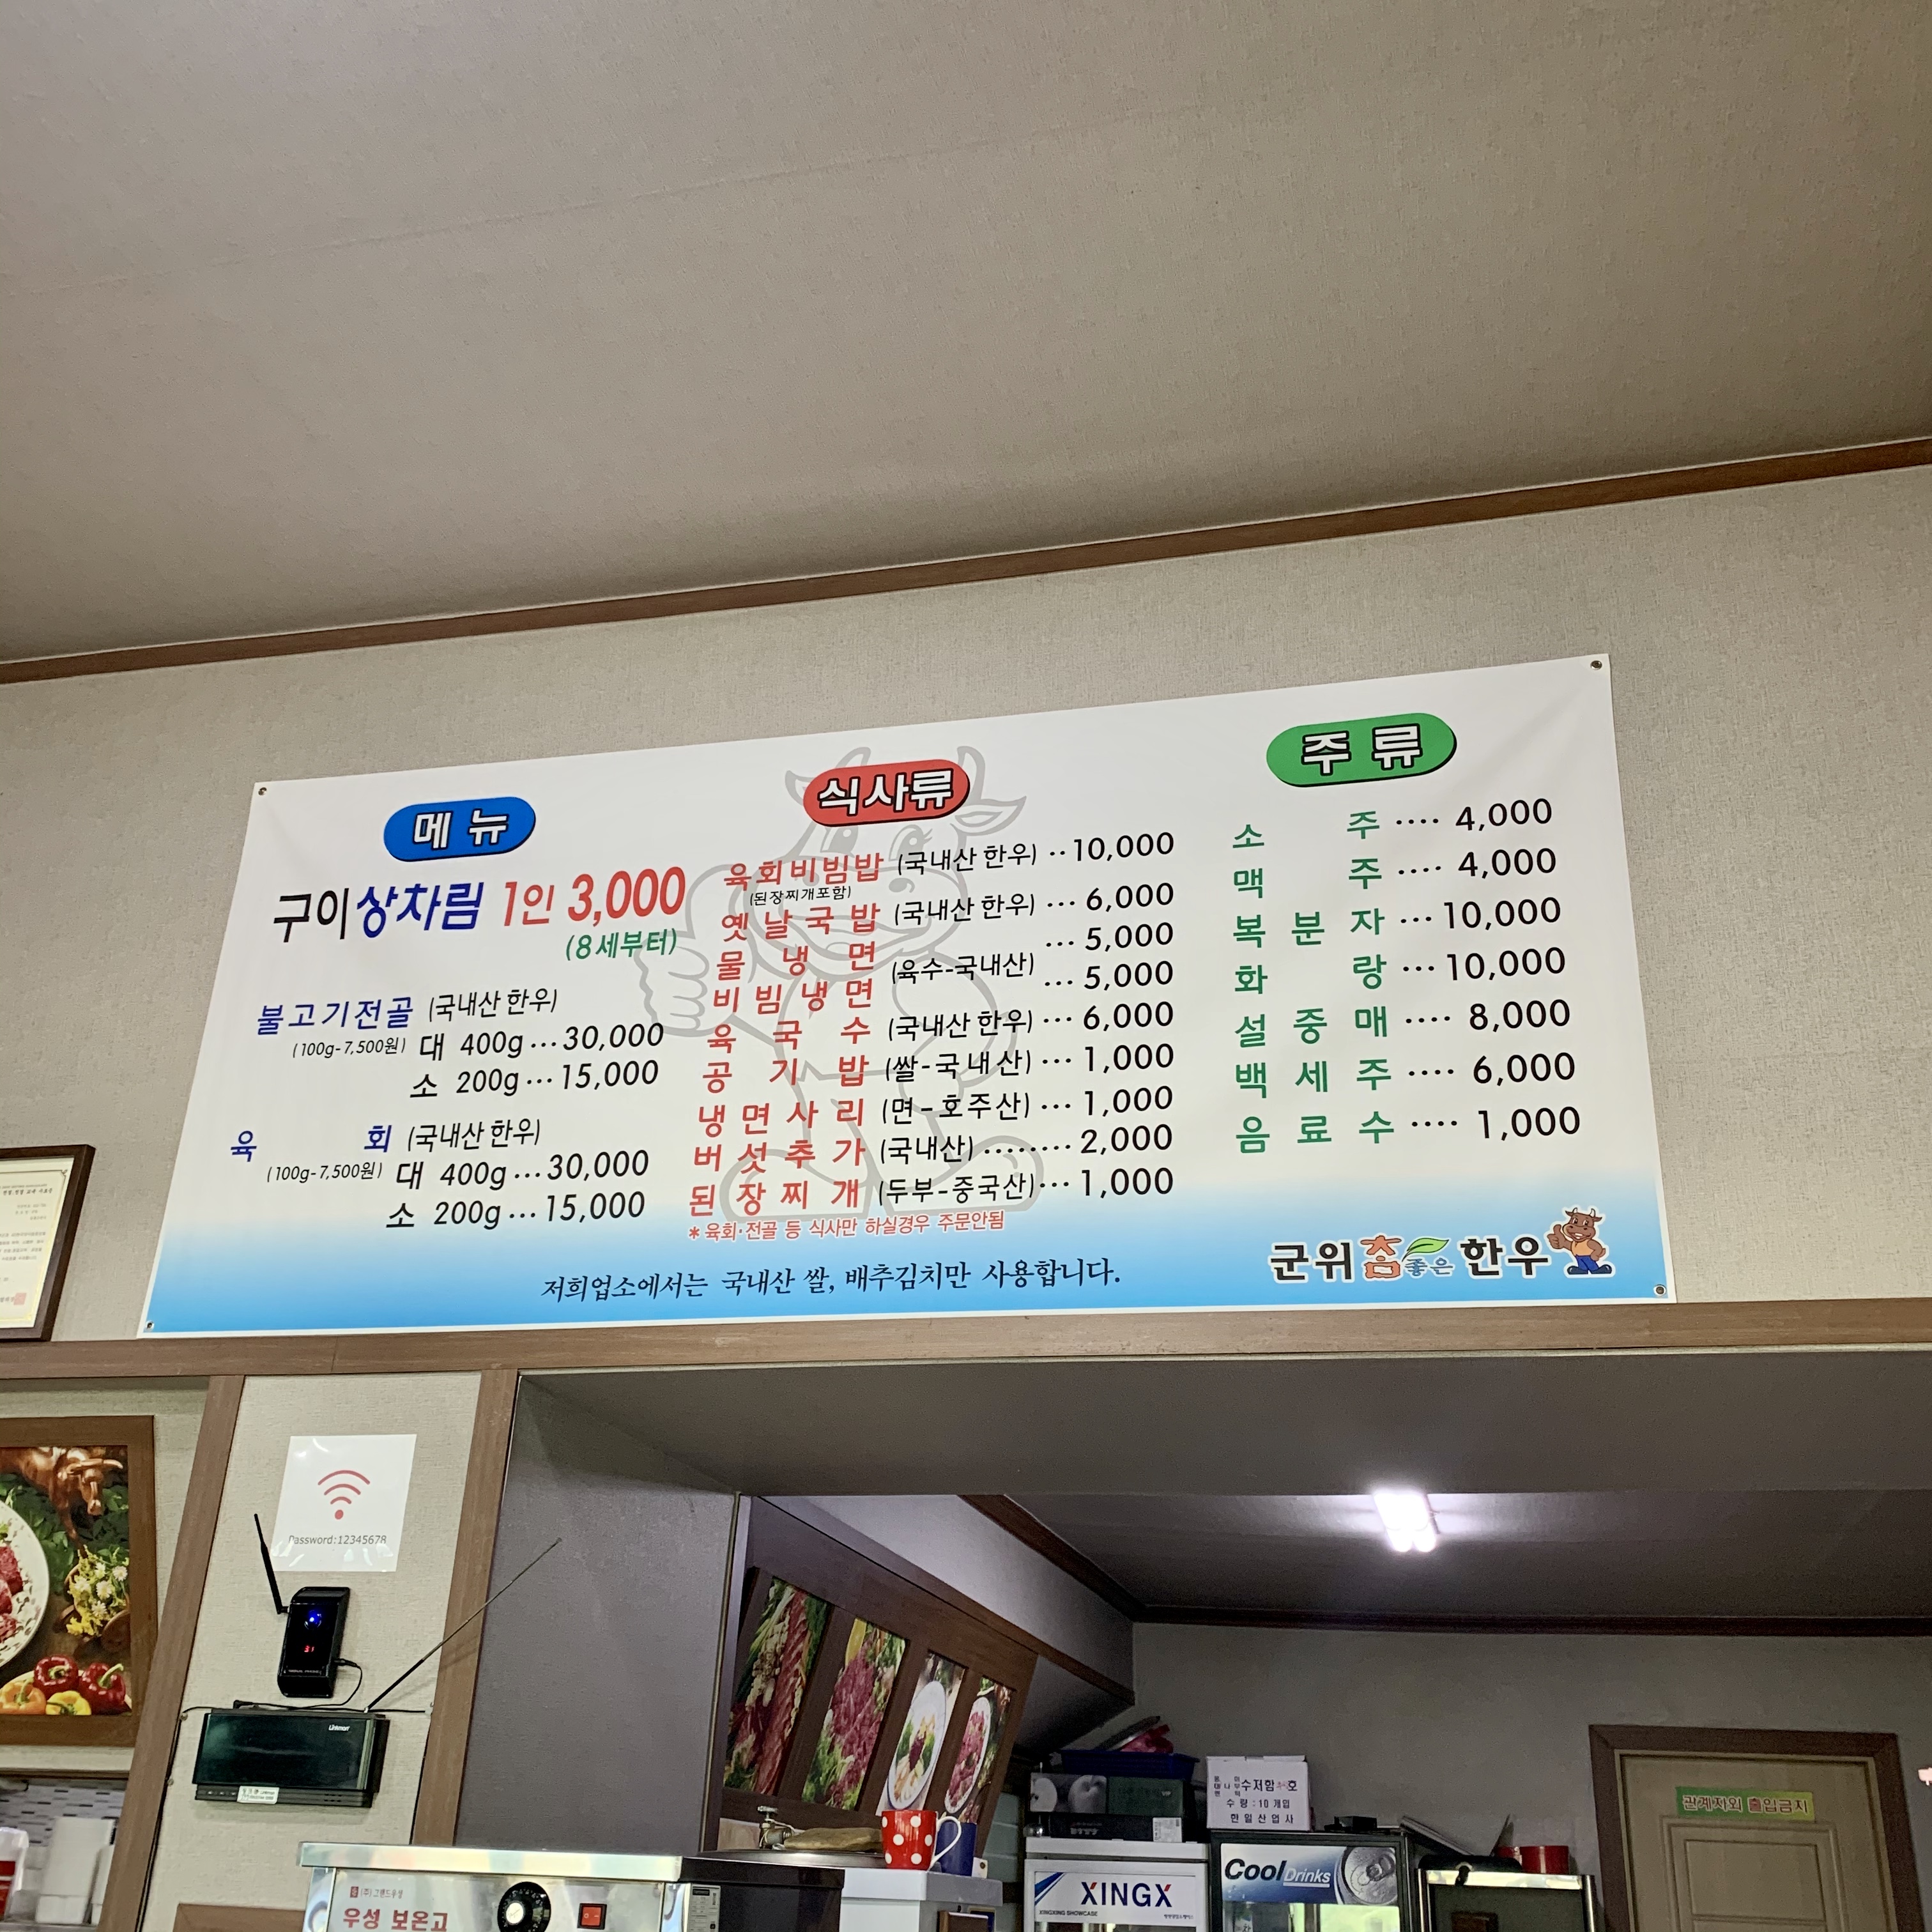 메뉴
구이상차림 1인 3,000
(8세부터)
불고기전골 (국내산 한우)
(100g-7,500원) 대 400g···30,000
소 200g···15,000
육회 (국내산 한우)
(100g-7,500원) 대 400g···30,000
소 200g···15,000
식사류
육회비빔밥 (국내산 한우) ··10,000
(된장찌개포함)
옛날국밥 (국내산 한우) ··· 6,000
물냉면 ··· 5,000
(육수-국내산)
비빔냉면 ··· 5,000
육국수 (국내산 한우) ··· 6,000
공기밥 (쌀-국내산) ··· 1,000
냉면사리 (면-호주산) ··· 1,000
버섯추가 (국내산) ········ 2,000
된장찌개 (두부-중국산)··· 1,000
*육회·전골 등 식사만 하실경우 주문안됨
주류
소주 ···· 4,000
맥주 ···· 4,000
복분자 ···10,000
화랑 ···10,000
설중매 ···· 8,000
백세주 ···· 6,000
음료수 ···· 1,000
저희업소에서는 국내산 쌀, 배추김치만 사용합니다.
군위참좋은한우
Password:12345678
31
Linkman
수저함
수량:10개입
한일산업사
관계자외 출입금지
XINGX
XINGXING SHOWCASE
Cool Drinks
(주)그랜드우성
우성 보온고